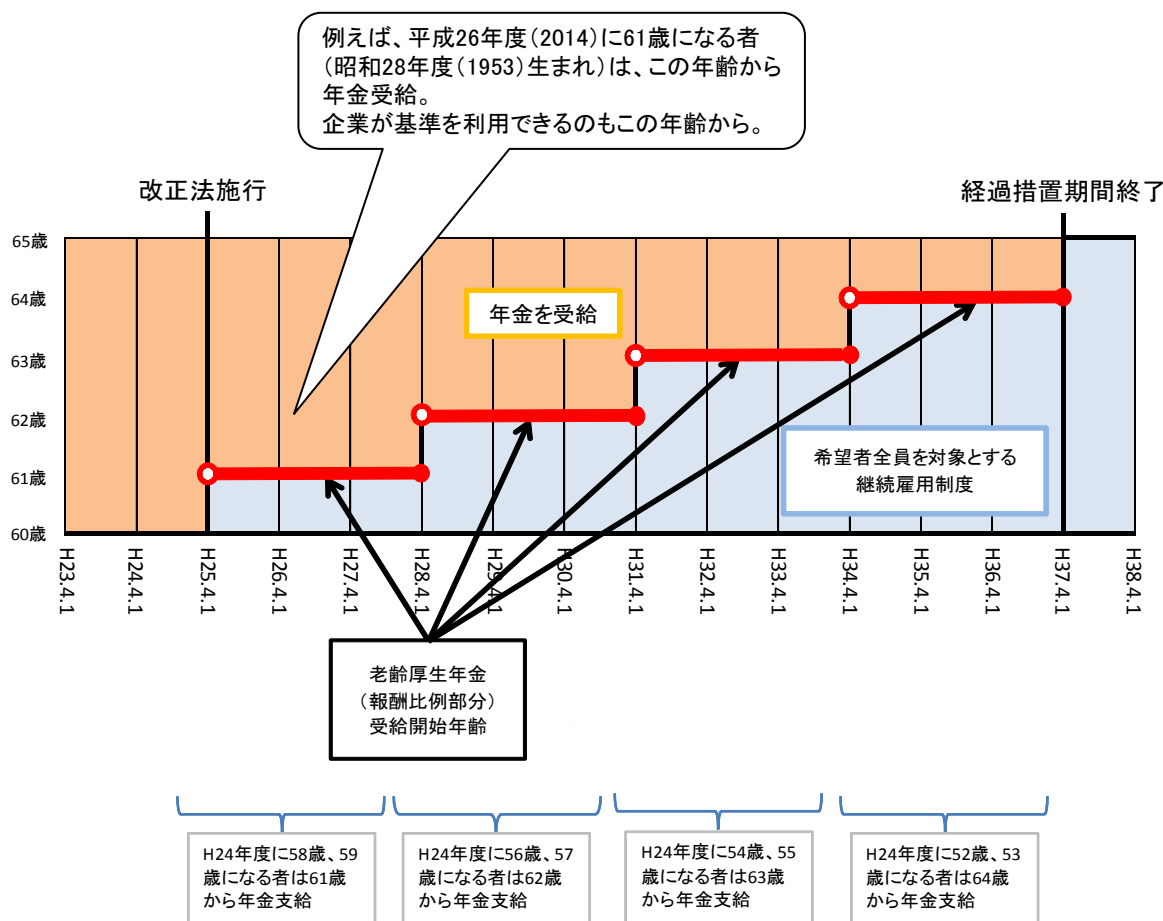 例えば、平成26年度(2014)に61歳になる者
(昭和28年度(1953)生まれ)は、この年齢から
年金受給。
企業が基準を利用できるのもこの年齢から。
改正法施行
経過措置期間終了
65歳
64歳
63歳
62歳
61歳
60歳
年金を受給
希望者全員を対象とする
継続雇用制度
H23.4.1
H24.4.1
H25.4.1
H26.4.1
H27.4.1
H28.4.1
H29.4.1
H30.4.1
H31.4.1
H32.4.1
H33.4.1
H34.4.1
H35.4.1
H36.4.1
H37.4.1
H38.4.1
老齢厚生年金
(報酬比例部分)
受給開始年齢
H24年度に58歳、59
歳になる者は61歳
から年金支給
H24年度に56歳、57
歳になる者は62歳
から年金支給
H24年度に54歳、55
歳になる者は63歳
から年金支給
H24年度に52歳、53
歳になる者は64歳
から年金支給